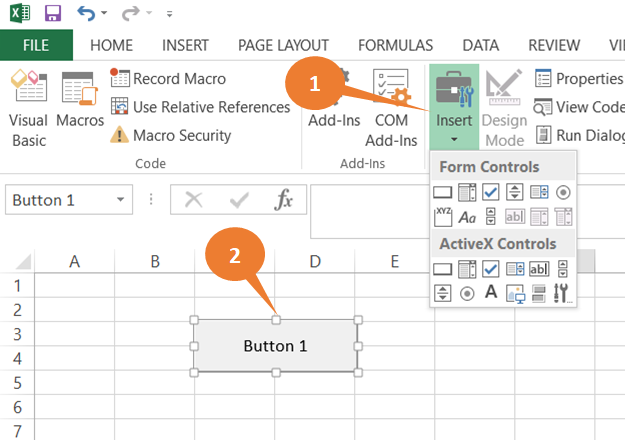 FILE HOME INSERT PAGE LAYOUT FORMULAS DATA REVIEW VI
1
Visual Basic
Macros
Record Macro
Use Relative References
Macro Security
Code
Add-Ins
COM Add-Ins
Add-Ins
Insert
Design Mode
Properties
View Code
Run Dialog
Form Controls
XYZ Aa ab
ActiveX Controls
ab
A
Button 1
fx
2
A B D E
1
2
3
4
5
6
7
Button 1